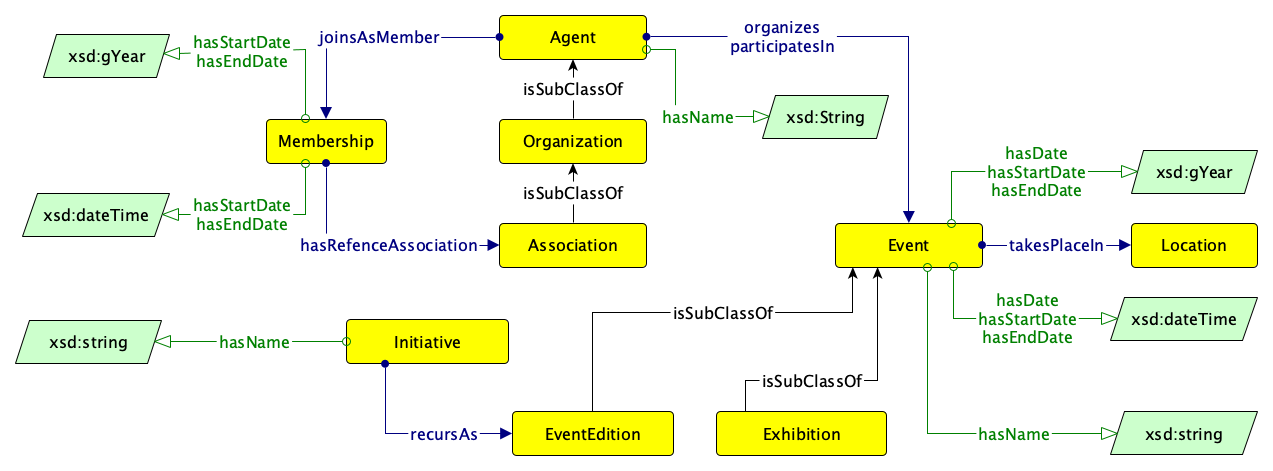 Agent
organizes
participatesIn
joinsAsMember
hasStartDate
hasEndDate
xsd:gYear
isSubClassOf
hasName
xsd:String
Membership
Organization
hasDate
hasStartDate
hasEndDate
xsd:gYear
isSubClassOf
xsd:dateTime
hasStartDate
hasEndDate
hasRefenceAssociation
Association
Event
takesPlaceIn
Location
isSubClassOf
hasDate
hasStartDate
hasEndDate
xsd:dateTime
xsd:string
hasName
Initiative
isSubClassOf
recursAs
EventEdition
Exhibition
hasName
xsd:string